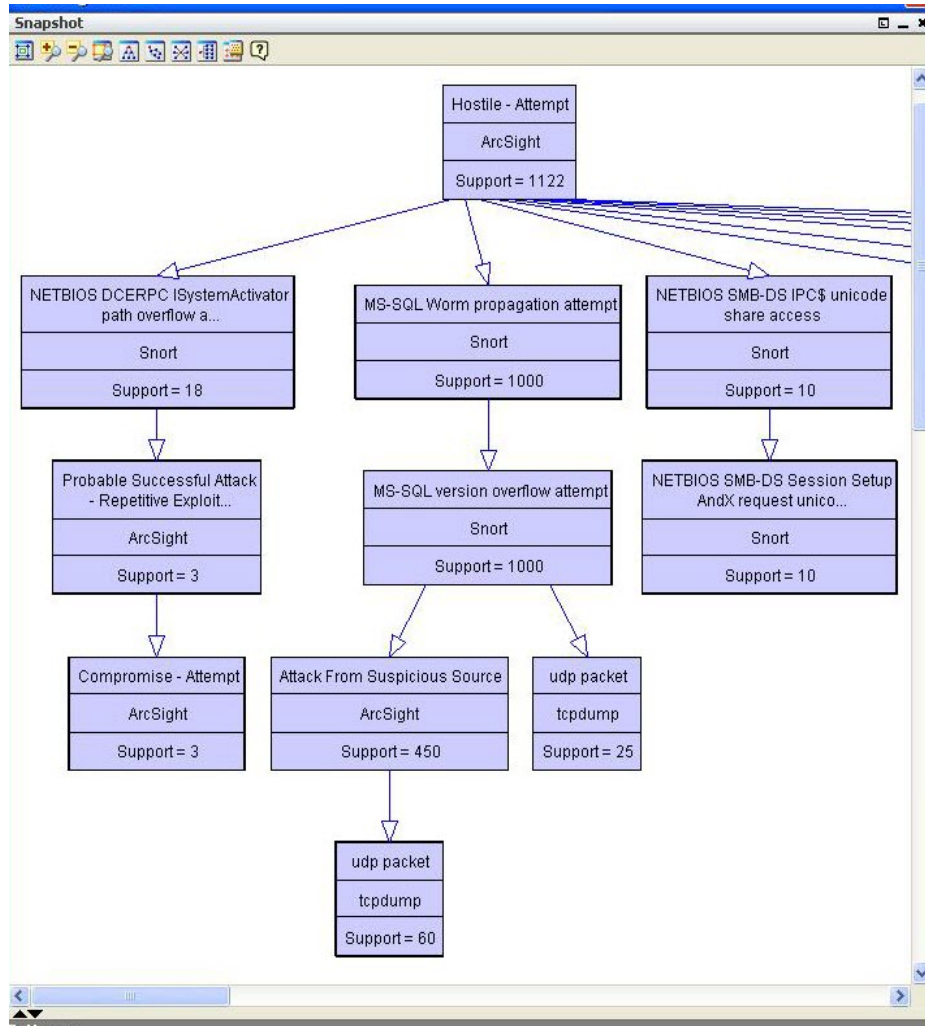 Snapshot
Hostile - Attempt
ArcSight
Support = 1122
NETBIOS DCERPC ISystemActivator
path overflow a...
Snort
Support = 18
MS-SQL Worm propagation attempt
Snort
Support = 1000
NETBIOS SMB-DS IPC$ unicode
share access
Snort
Support = 10
Probable Successful Attack
- Repetitive Exploit...
ArcSight
Support = 3
MS-SQL version overflow attempt
Snort
Support = 1000
NETBIOS SMB-DS Session Setup
AndX request unico...
Snort
Support = 10
Compromise - Attempt
ArcSight
Support = 3
Attack From Suspicious Source
ArcSight
Support = 450
udp packet
tcpdump
Support = 25
udp packet
tcpdump
Support = 60